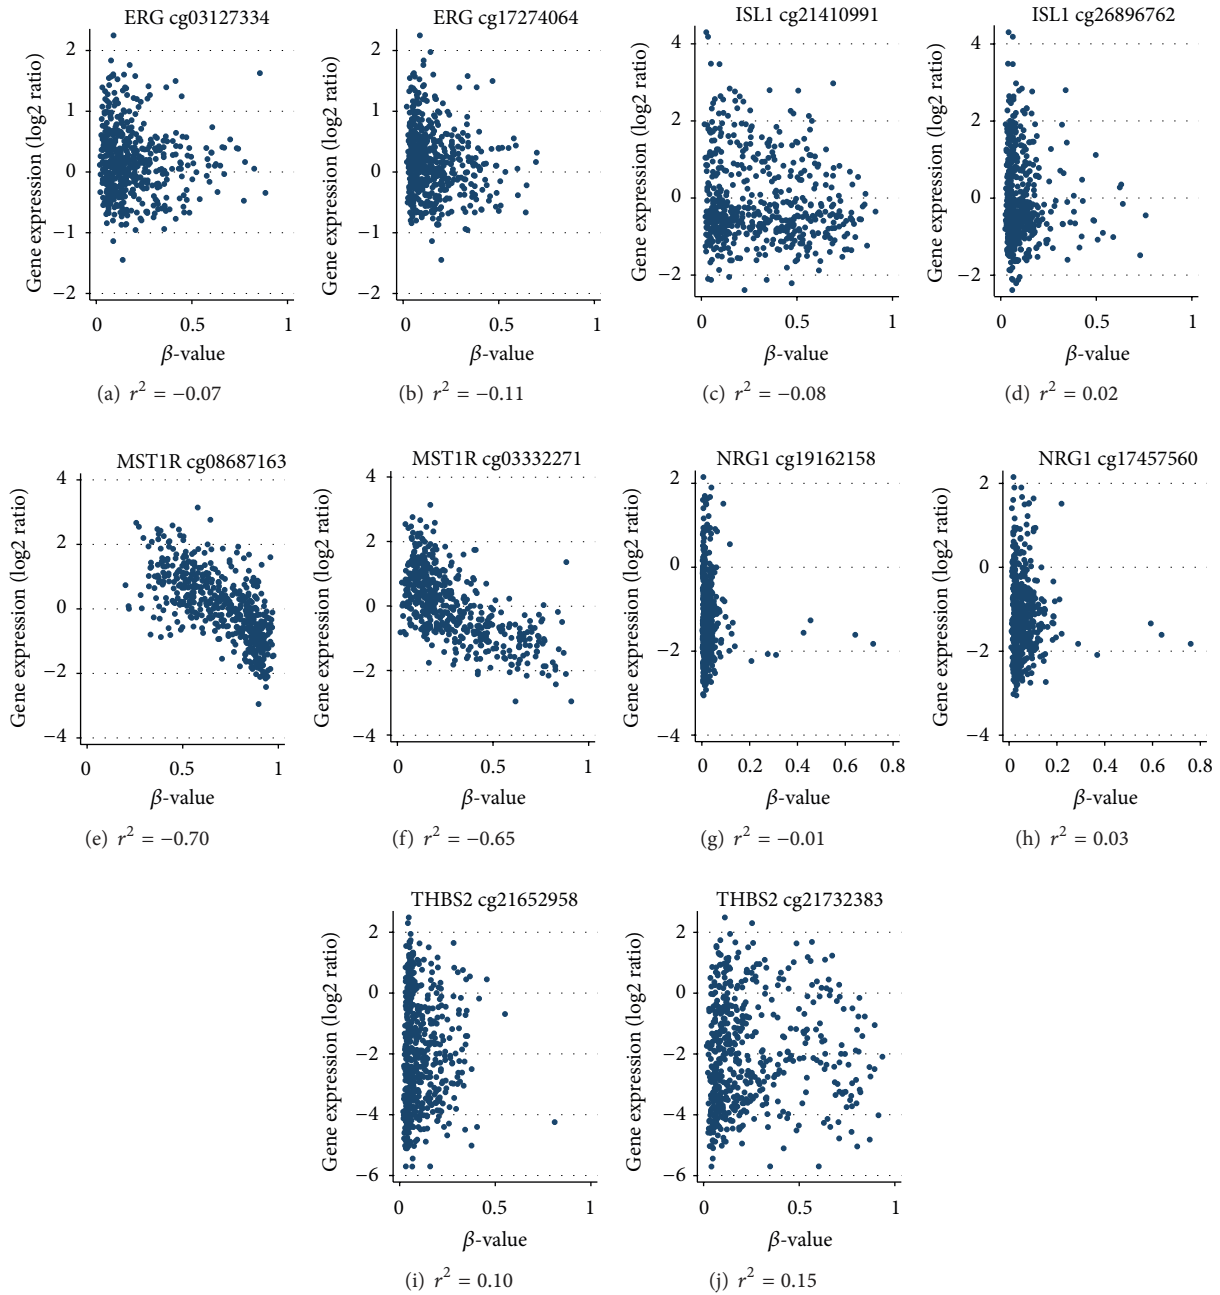 ERG cg03127334
Gene expression (log2 ratio)
2
1
0
−1
−2
0 0.5 1
β-value
(a) r² = −0.07
ERG cg17274064
Gene expression (log2 ratio)
2
1
0
−1
−2
0 0.5 1
β-value
(b) r² = −0.11
ISL1 cg21410991
Gene expression (log2 ratio)
4
2
0
−2
0 0.5 1
β-value
(c) r² = −0.08
ISL1 cg26896762
Gene expression (log2 ratio)
4
2
0
−2
0 0.5 1
β-value
(d) r² = 0.02
MST1R cg08687163
Gene expression (log2 ratio)
4
2
0
−2
−4
0 0.5 1
β-value
(e) r² = −0.70
MST1R cg03332271
Gene expression (log2 ratio)
4
2
0
−2
−4
0 0.5 1
β-value
(f) r² = −0.65
NRG1 cg19162158
Gene expression (log2 ratio)
2
0
−2
−4
0 0.2 0.4 0.6 0.8
β-value
(g) r² = −0.01
NRG1 cg17457560
Gene expression (log2 ratio)
2
0
−2
−4
0 0.2 0.4 0.6 0.8
β-value
(h) r² = 0.03
THBS2 cg21652958
Gene expression (log2 ratio)
2
0
−2
−4
−6
0 0.5 1
β-value
(i) r² = 0.10
THBS2 cg21732383
Gene expression (log2 ratio)
2
0
−2
−4
−6
0 0.5 1
β-value
(j) r² = 0.15